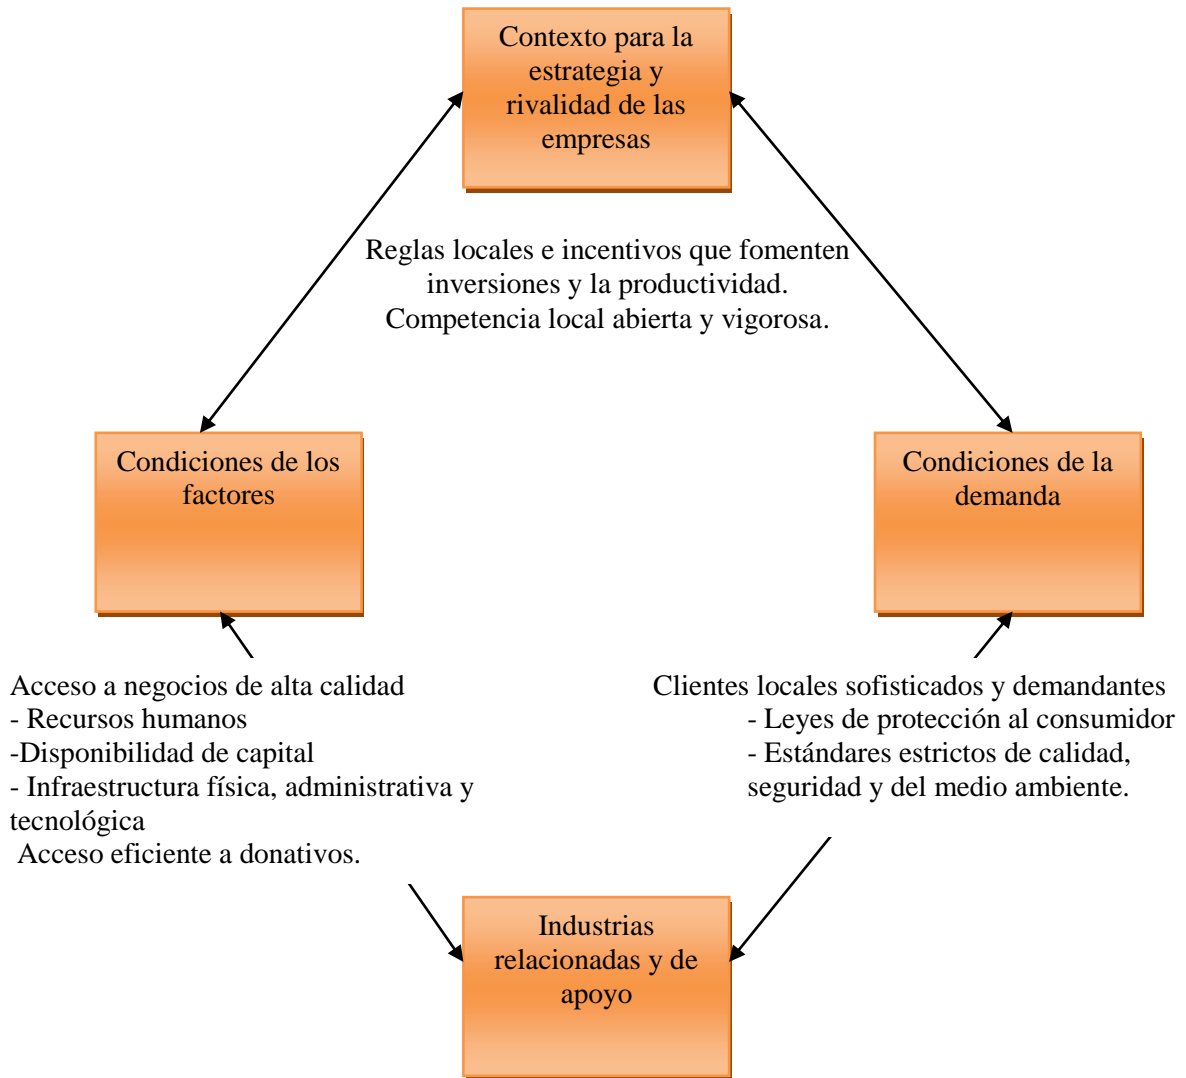 Contexto para la
estrategia y
rivalidad de las
empresas
Reglas locales e incentivos que fomenten
inversiones y la productividad.
Competencia local abierta y vigorosa.
Condiciones de los
factores
Condiciones de la
demanda
Acceso a negocios de alta calidad
- Recursos humanos
-Disponibilidad de capital
- Infraestructura física, administrativa y
tecnológica
Acceso eficiente a donativos.
Clientes locales sofisticados y demandantes
- Leyes de protección al consumidor
- Estándares estrictos de calidad,
seguridad y del medio ambiente.
Industrias
relacionadas y de
apoyo